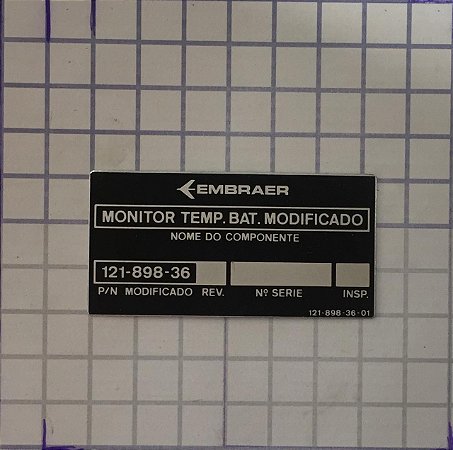 EMBRAER
MONITOR TEMP. BAT. MODIFICADO
NOME DO COMPONENTE
121-898-36
P/N MODIFICADO REV. Nº SERIE INSP.
121-898-36-01